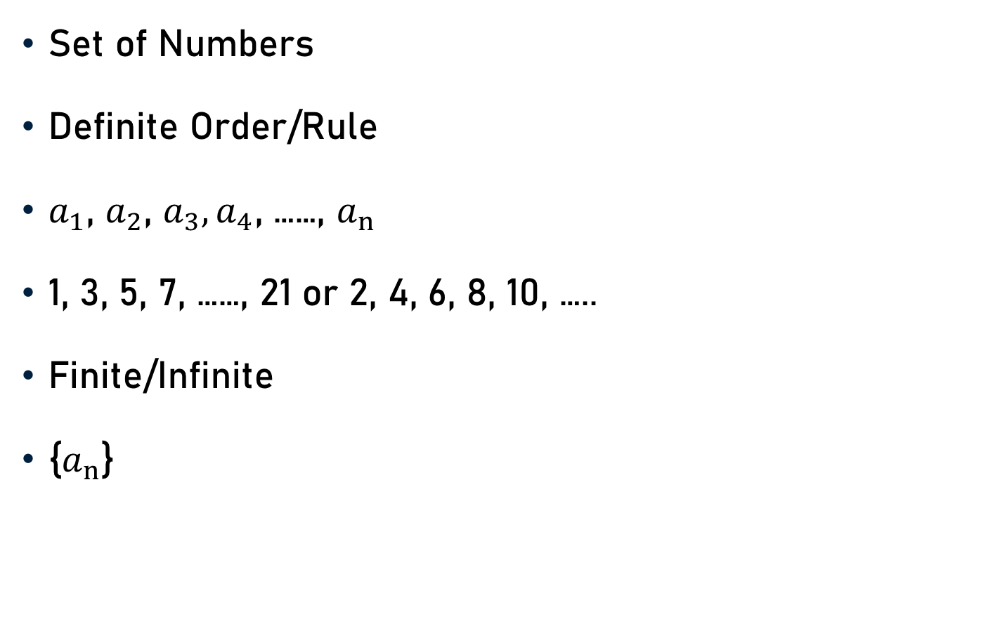 • Set of Numbers
• Definite Order/Rule
• a₁, a₂, a₃, a₄, ……, aₙ
• 1, 3, 5, 7, ……, 21 or 2, 4, 6, 8, 10, …..
• Finite/Infinite
• {aₙ}